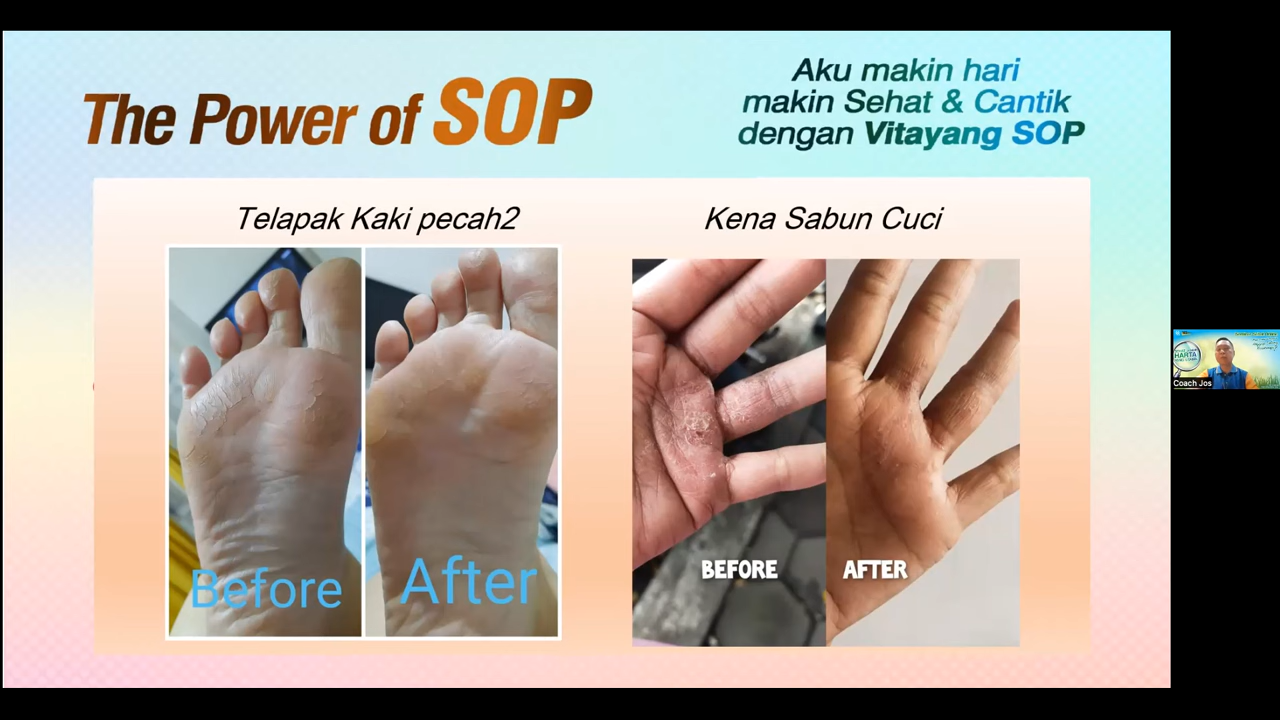 The Power of SOP
Aku makin hari
makin Sehat & Cantik
dengan Vitayang SOP
Telapak Kaki pecah2
Before
After
Kena Sabun Cuci
BEFORE
AFTER
HARTA
Coach Jos